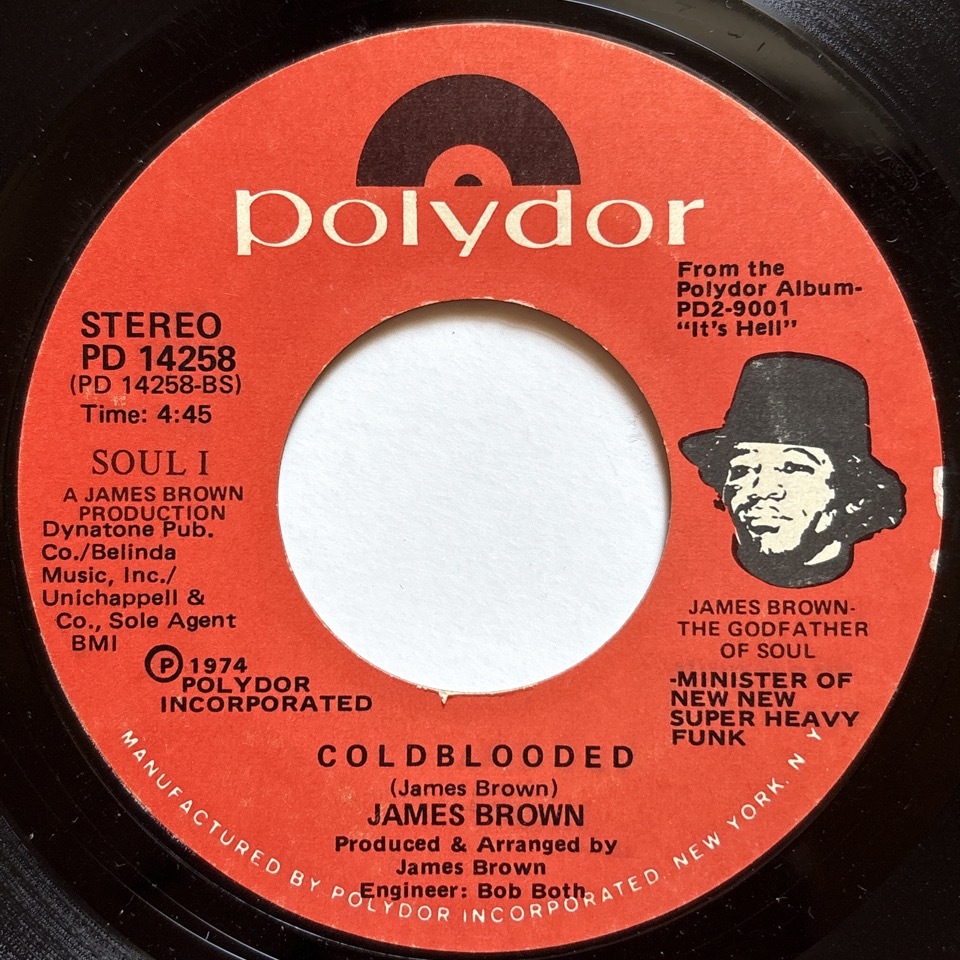 polydor
From the
Polydor Album-
PD2-9001
"It's Hell"
STEREO
PD 14258
(PD 14258-BS)
Time: 4:45
SOUL I
A JAMES BROWN
PRODUCTION
Dynatone Pub.
Co./Belinda
Music, Inc./
Unichappell &
Co., Sole Agent
BMI
Ⓟ 1974
POLYDOR
INCORPORATED
JAMES BROWN-
THE GODFATHER
OF SOUL
-MINISTER OF
NEW NEW
SUPER HEAVY
FUNK
COLDBLOODED
(James Brown)
JAMES BROWN
Produced & Arranged by
James Brown
Engineer: Bob Both
MANUFACTURED BY POLYDOR INCORPORATED, NEW YORK, N Y